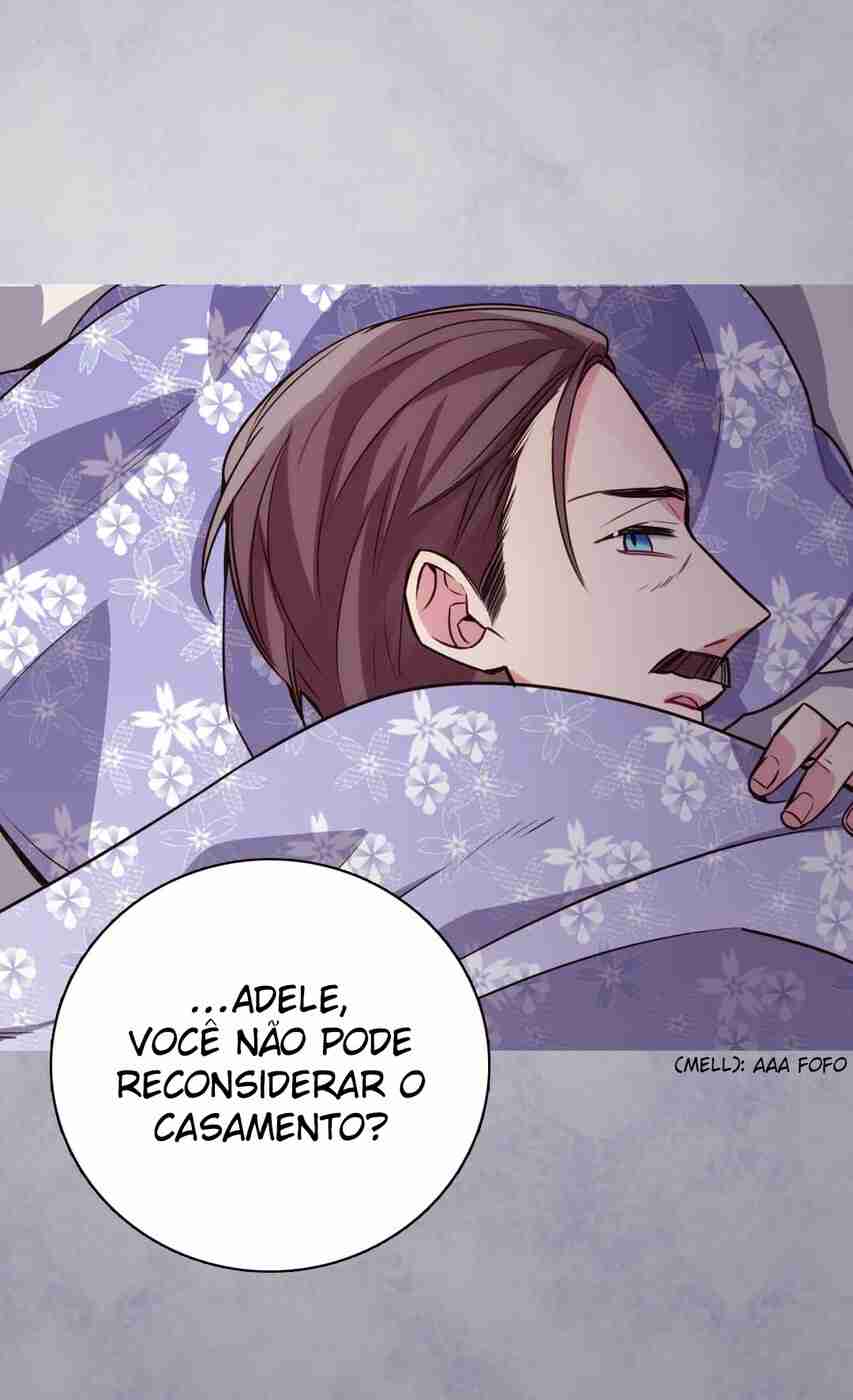 ...ADELE,
VOCÊ NÃO PODE
RECONSIDERAR O
CASAMENTO?
(MELL): AAA FOFO